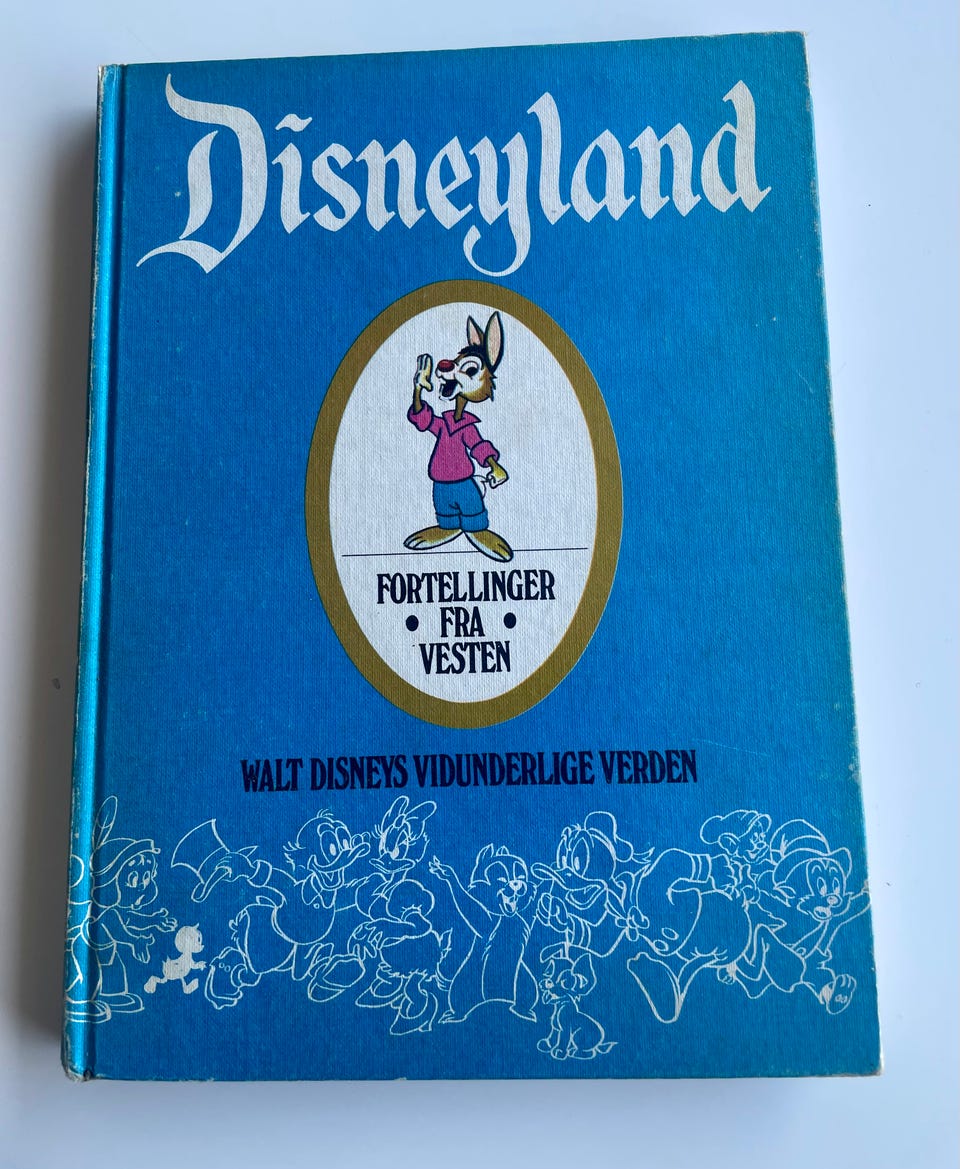 Disneyland
FORTELLINGER
• FRA •
VESTEN
WALT DISNEYS VIDUNDERLIGE VERDEN